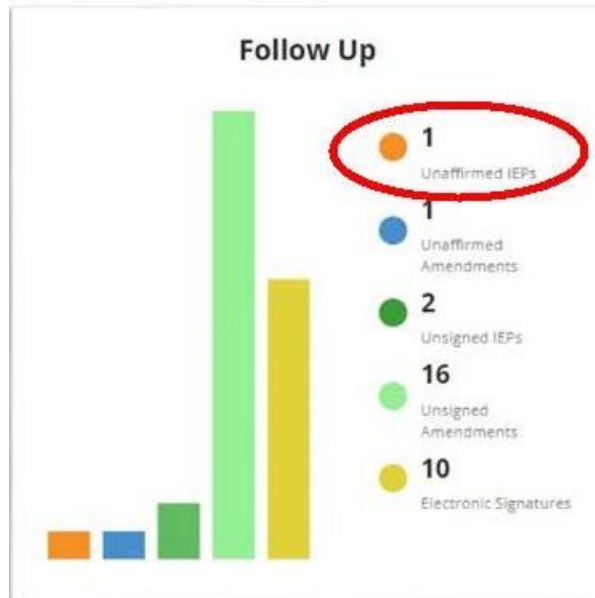 Follow Up
1
Unaffirmed IEPs
1
Unaffirmed
Amendments
2
Unsigned IEPs
16
Unsigned
Amendments
10
Electronic Signatures